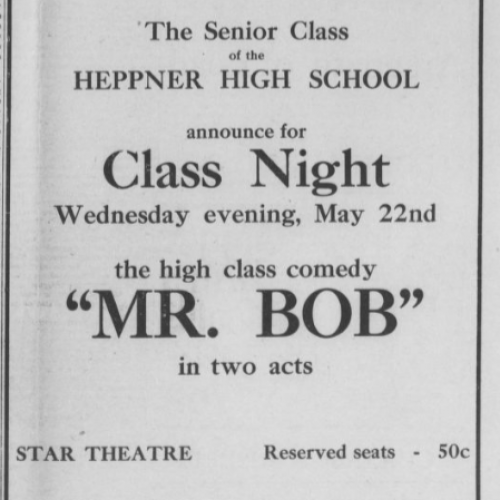 The Senior Class
of the
HEPPNER HIGH SCHOOL
announce for
Class Night
Wednesday evening, May 22nd
the high class comedy
“MR. BOB”
in two acts
STAR THEATRE Reserved seats - 50c